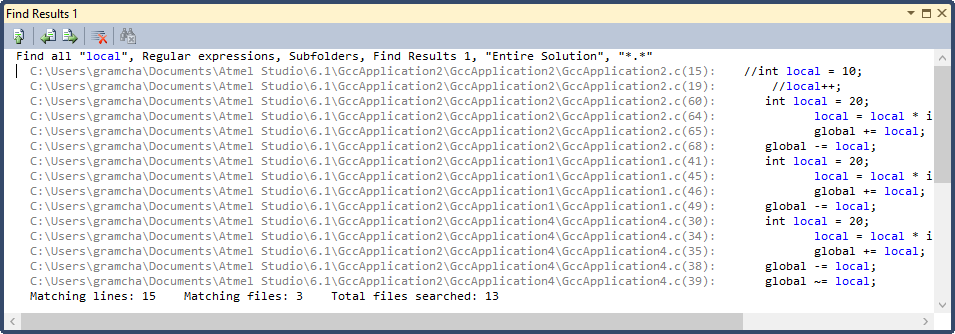 Find Results 1
Find all "local", Regular expressions, Subfolders, Find Results 1, "Entire Solution", "*.*"
C:\Users\gramcha\Documents\Atmel Studio\6.1\GccApplication2\GccApplication2\GccApplication2.c(15): //int local = 10;
C:\Users\gramcha\Documents\Atmel Studio\6.1\GccApplication2\GccApplication2\GccApplication2.c(19): //local++;
C:\Users\gramcha\Documents\Atmel Studio\6.1\GccApplication2\GccApplication2\GccApplication2.c(60): int local = 20;
C:\Users\gramcha\Documents\Atmel Studio\6.1\GccApplication2\GccApplication2\GccApplication2.c(64): local = local * i
C:\Users\gramcha\Documents\Atmel Studio\6.1\GccApplication2\GccApplication2\GccApplication2.c(65): global += local;
C:\Users\gramcha\Documents\Atmel Studio\6.1\GccApplication2\GccApplication2\GccApplication2.c(68): global -= local;
C:\Users\gramcha\Documents\Atmel Studio\6.1\GccApplication2\GccApplication1\GccApplication1.c(41): int local = 20;
C:\Users\gramcha\Documents\Atmel Studio\6.1\GccApplication2\GccApplication1\GccApplication1.c(45): local = local * i
C:\Users\gramcha\Documents\Atmel Studio\6.1\GccApplication2\GccApplication1\GccApplication1.c(46): global += local;
C:\Users\gramcha\Documents\Atmel Studio\6.1\GccApplication2\GccApplication1\GccApplication1.c(49): global -= local;
C:\Users\gramcha\Documents\Atmel Studio\6.1\GccApplication2\GccApplication4\GccApplication4.c(30): int local = 20;
C:\Users\gramcha\Documents\Atmel Studio\6.1\GccApplication2\GccApplication4\GccApplication4.c(34): local = local * i
C:\Users\gramcha\Documents\Atmel Studio\6.1\GccApplication2\GccApplication4\GccApplication4.c(35): global += local;
C:\Users\gramcha\Documents\Atmel Studio\6.1\GccApplication2\GccApplication4\GccApplication4.c(38): global -= local;
C:\Users\gramcha\Documents\Atmel Studio\6.1\GccApplication2\GccApplication4\GccApplication4.c(39): global ~= local;
Matching lines: 15 Matching files: 3 Total files searched: 13